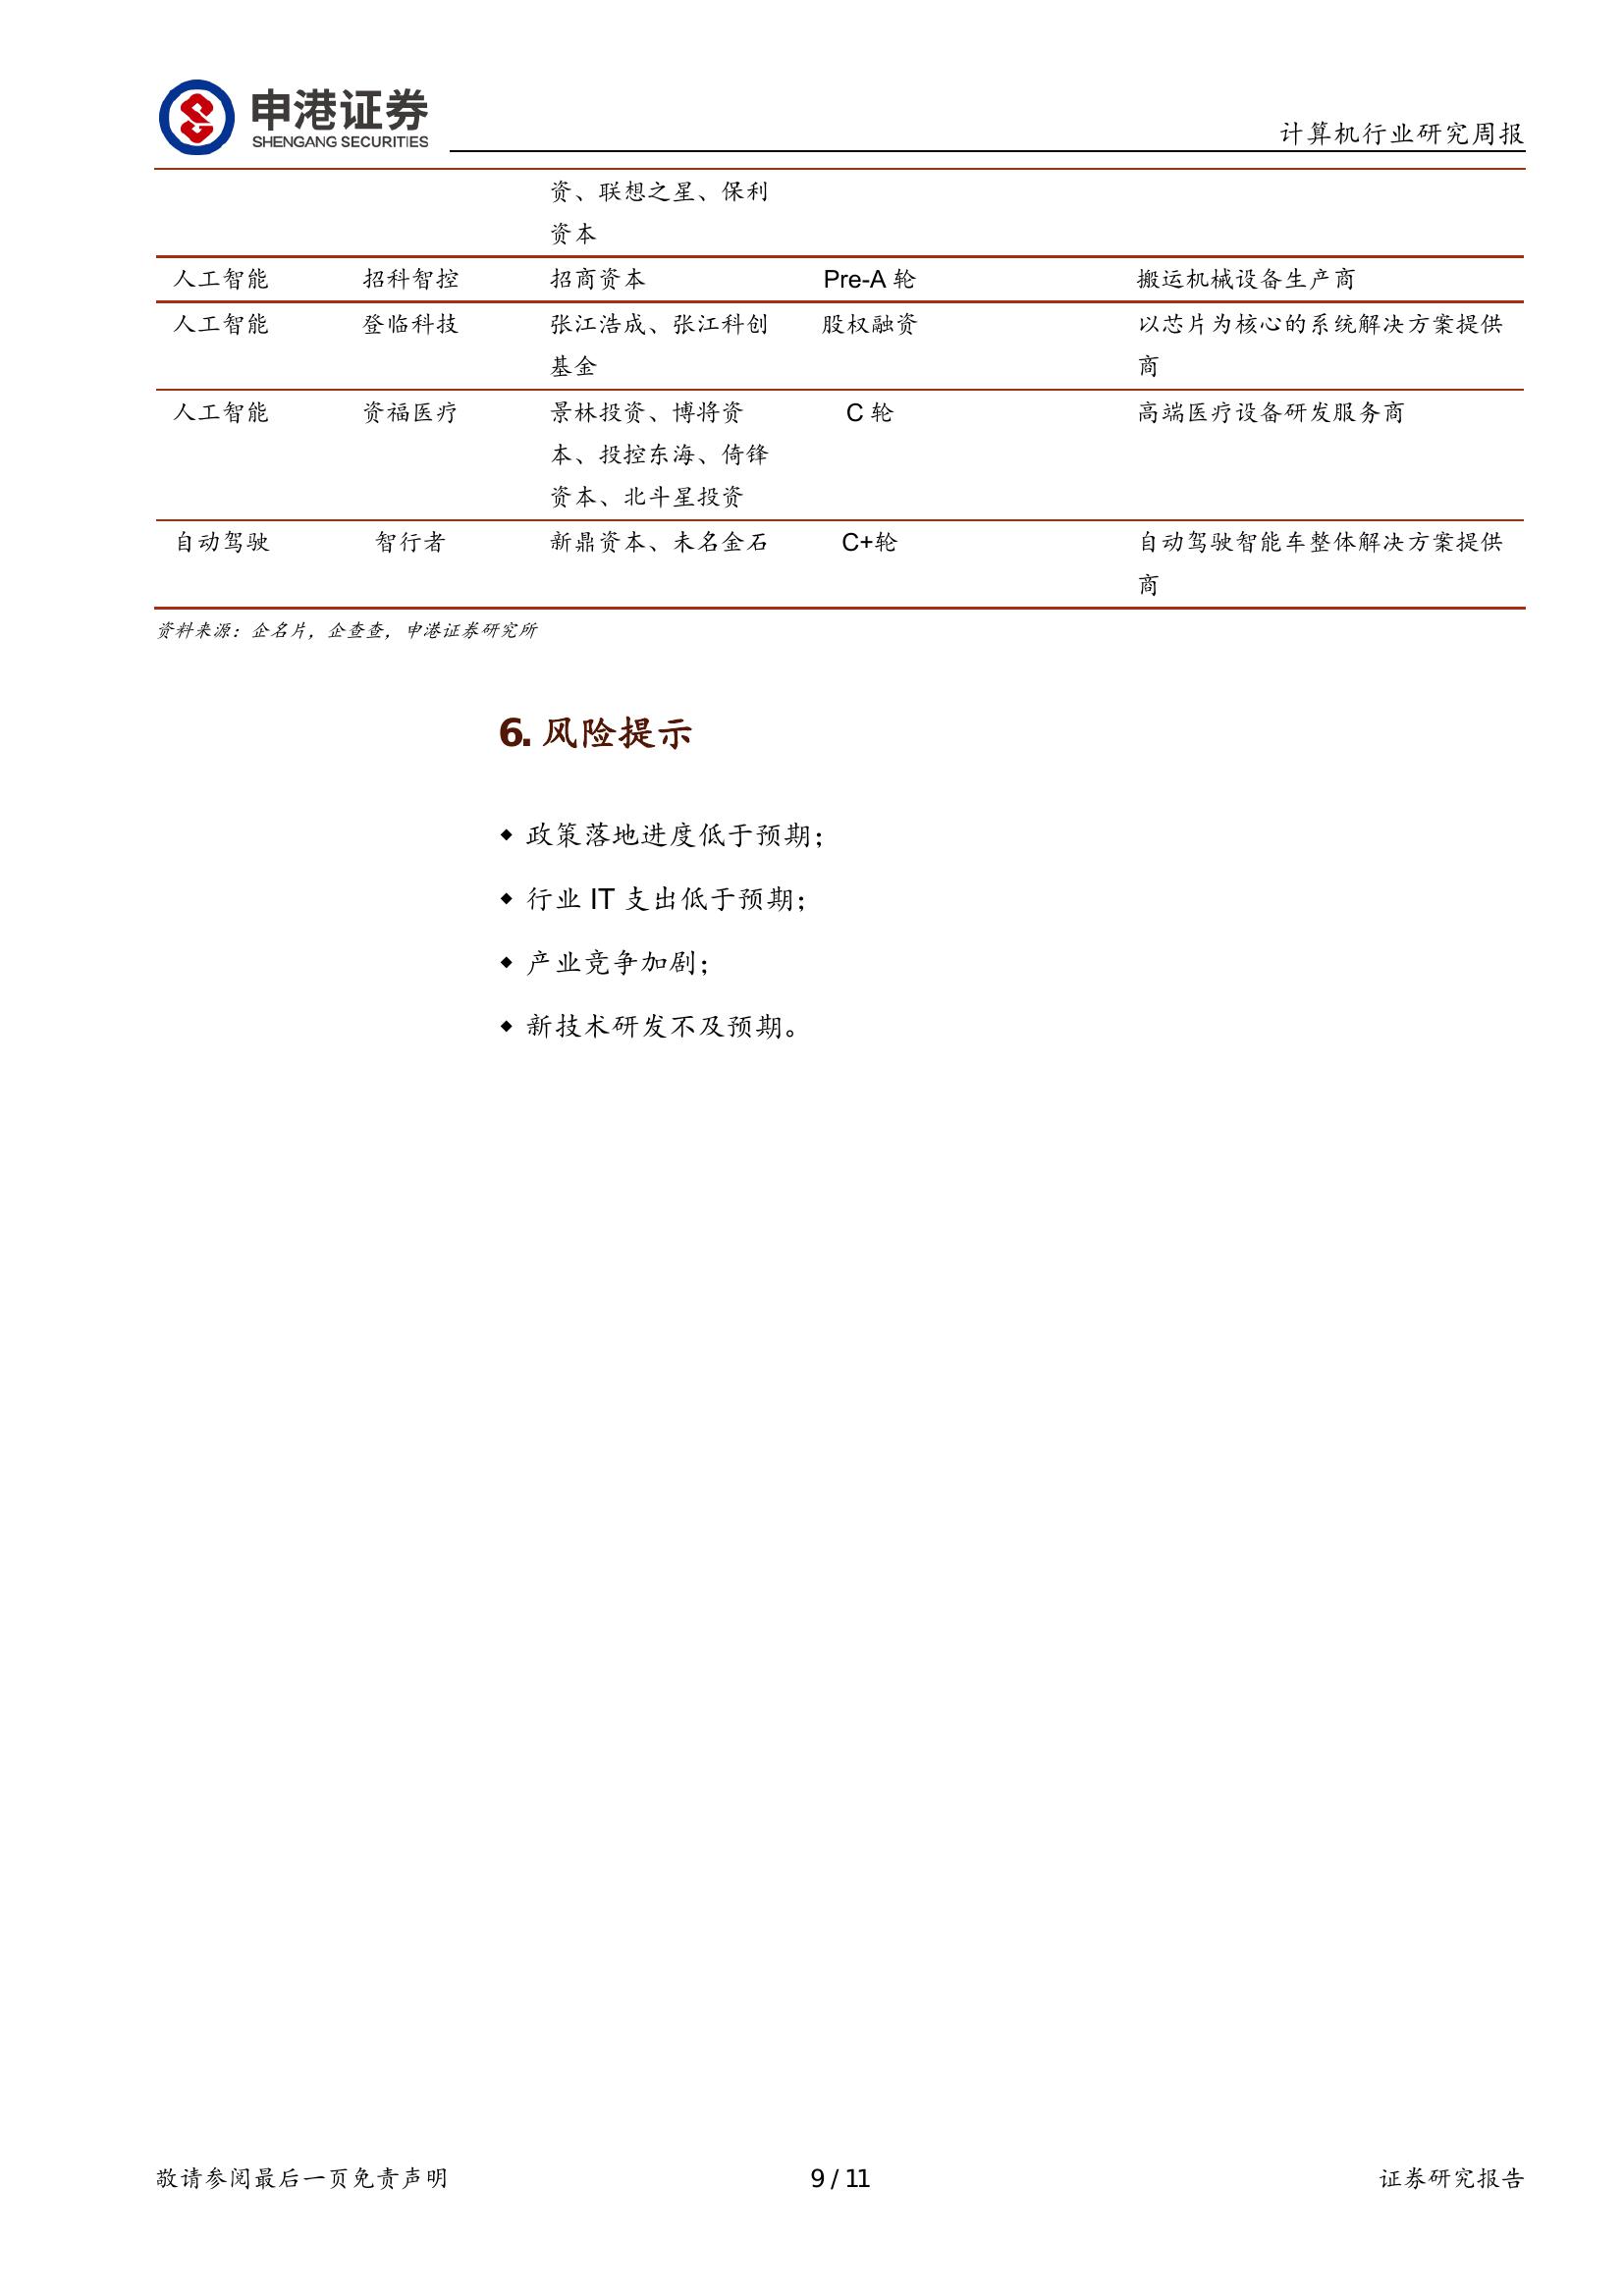 申港证券
SHENGANG SECURITIES
计算机行业研究周报
资、联想之星、保利
资本
人工智能 招科智控 招商资本 Pre-A 轮 搬运机械设备生产商
人工智能 登临科技 张江浩成、张江科创 股权融资 以芯片为核心的系统解决方案提供
基金 商
人工智能 资福医疗 景林投资、博将资 C 轮 高端医疗设备研发服务商
本、投控东海、倚锋
资本、北斗星投资
自动驾驶 智行者 新鼎资本、未名金石 C+轮 自动驾驶智能车整体解决方案提供
商
资料来源：企名片，企查查，申港证券研究所
6. 风险提示
◆ 政策落地进度低于预期；
◆ 行业 IT 支出低于预期；
◆ 产业竞争加剧；
◆ 新技术研发不及预期。
敬请参阅最后一页免责声明 9 / 11 证券研究报告